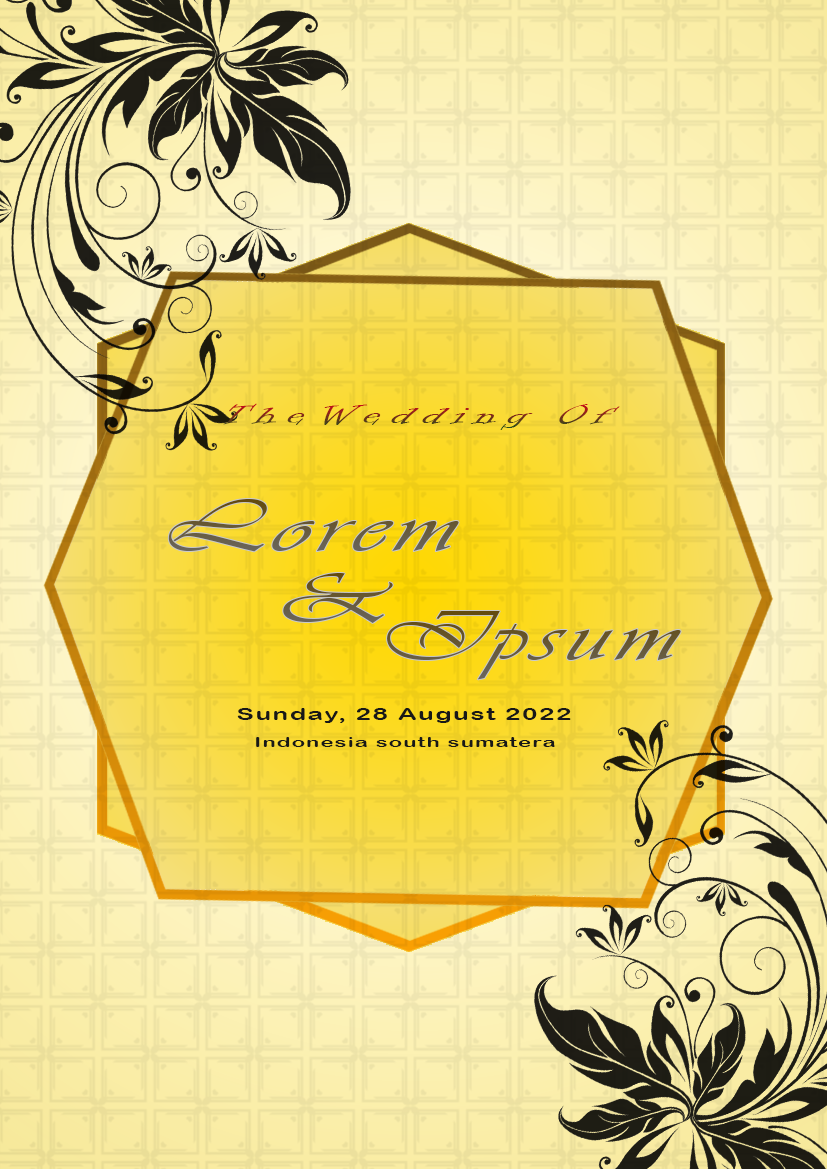 The Wedding Of
Lorem
&
Ipsum
Sunday, 28 August 2022
Indonesia south sumatera